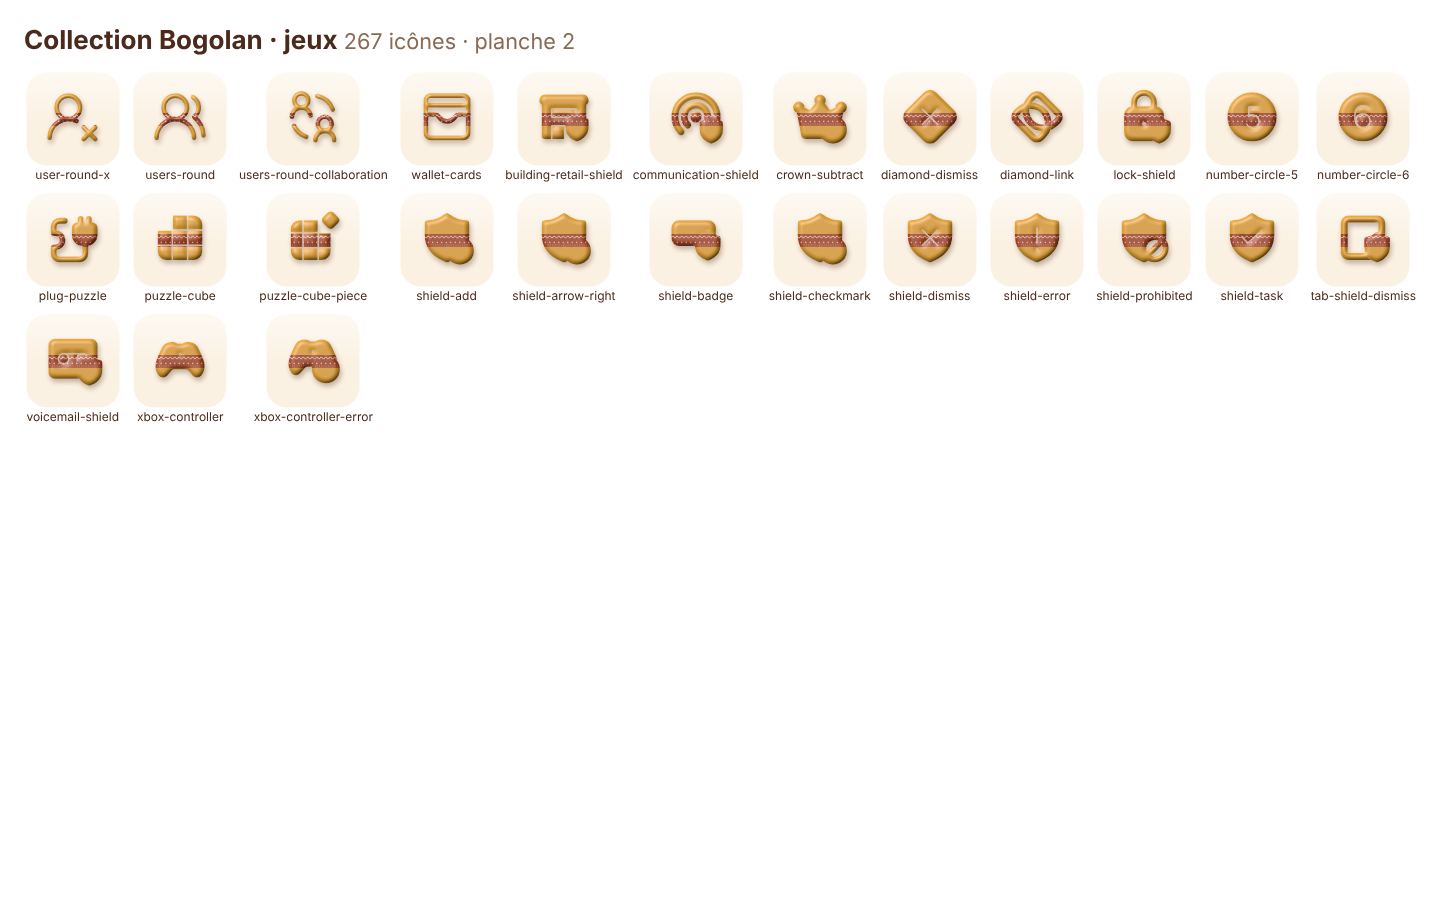 Collection Bogolan · jeux 267 icônes · planche 2
user-round-x users-round users-round-collaboration wallet-cards building-retail-shield communication-shield crown-subtract diamond-dismiss diamond-link lock-shield number-circle-5 number-circle-6
plug-puzzle puzzle-cube puzzle-cube-piece shield-add shield-arrow-right shield-badge shield-checkmark shield-dismiss shield-error shield-prohibited shield-task tab-shield-dismiss
voicemail-shield xbox-controller xbox-controller-error